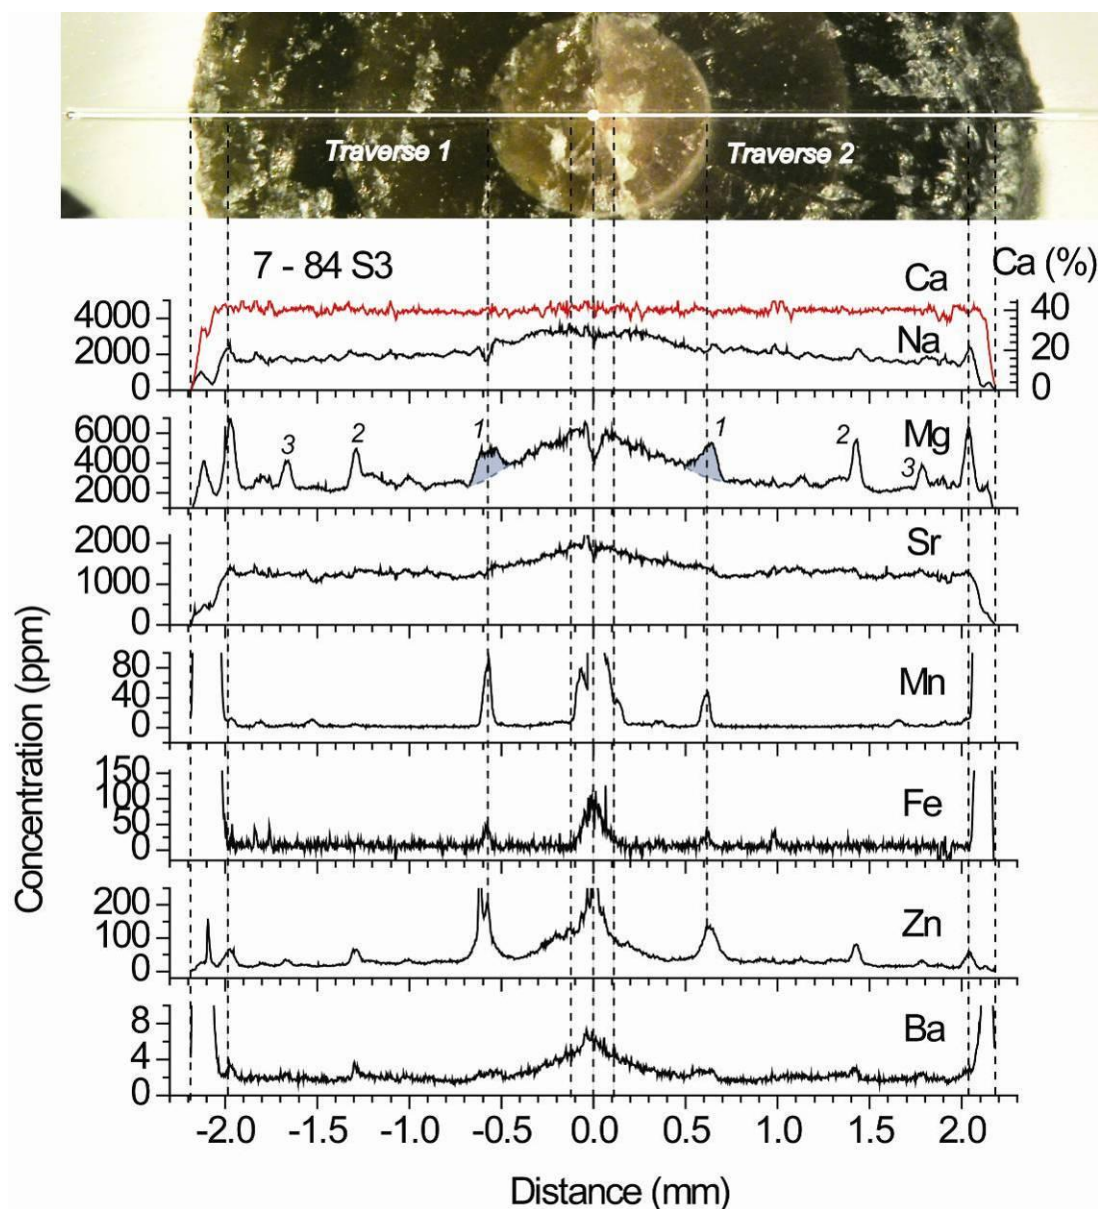 Traverse 1 Traverse 2
7 - 84 S3
Ca Ca (%)
4000 40
Na
2000 20
0 0
6000 3 2 1 1 2 3 Mg
4000
2000
2000 Sr
1000
0
80 Mn
40
0
150 Fe
100
50
0
200 Zn
100
0
8 Ba
4
0
-2.0 -1.5 -1.0 -0.5 0.0 0.5 1.0 1.5 2.0
Distance (mm)
Concentration (ppm)